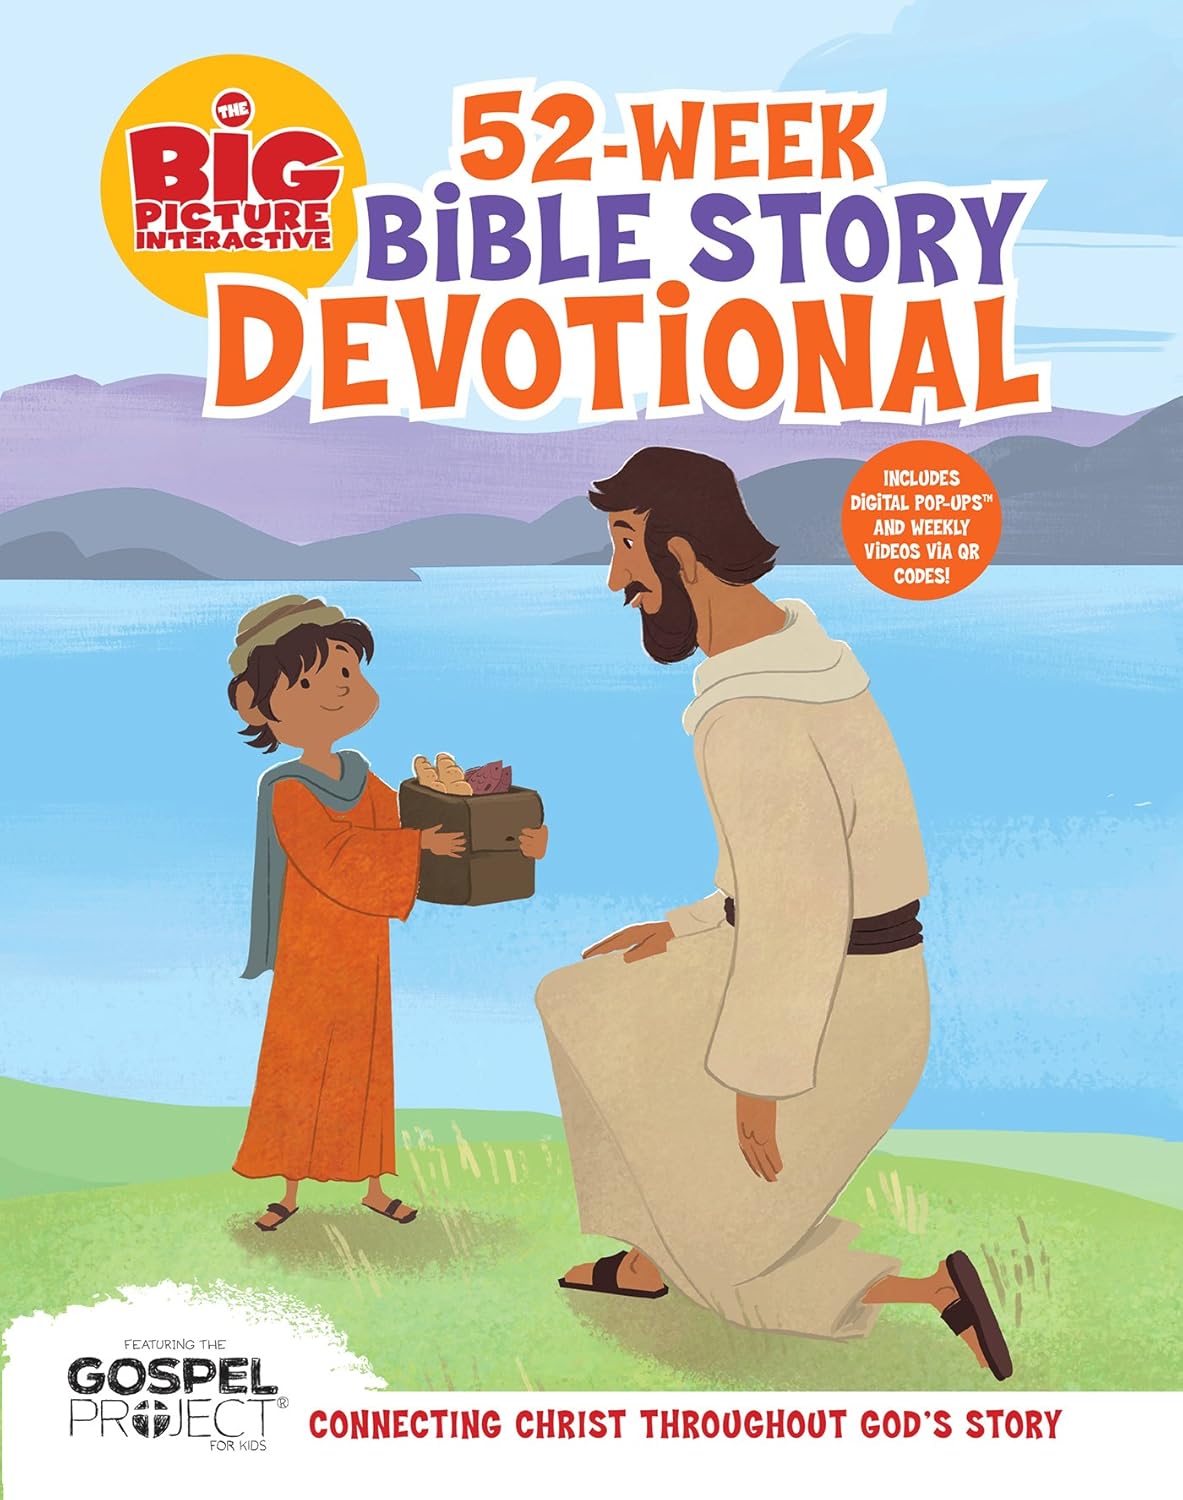 THE
BiG
PICTURE
INTERACTIVE
52-WEEK
BiBLE STORY
DEVOTiONAL
INCLUDES
DiGiTAL POP-UPS™
AND WEEKLY
ViDEOS ViA QR
CODES!
FEATURING THE
GOSPEL
PROJECT®
FOR KIDS
CONNECTING CHRIST THROUGHOUT GOD'S STORY